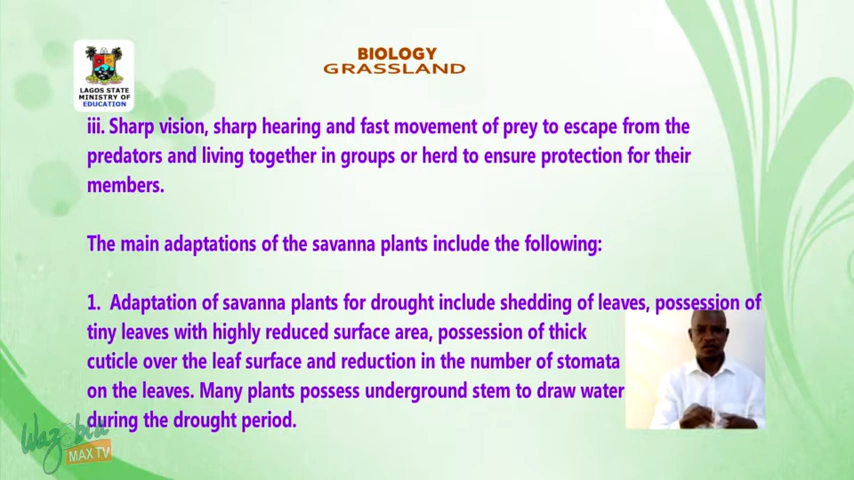 BIOLOGY
GRASSLAND
LAGOS STATE
MINISTRY OF
EDUCATION
iii. Sharp vision, sharp hearing and fast movement of prey to escape from the
predators and living together in groups or herd to ensure protection for their
members.
The main adaptations of the savanna plants include the following:
1. Adaptation of savanna plants for drought include shedding of leaves, possession of
tiny leaves with highly reduced surface area, possession of thick
cuticle over the leaf surface and reduction in the number of stomata
on the leaves. Many plants possess underground stem to draw water
during the drought period.
Wazobia
MAX TV